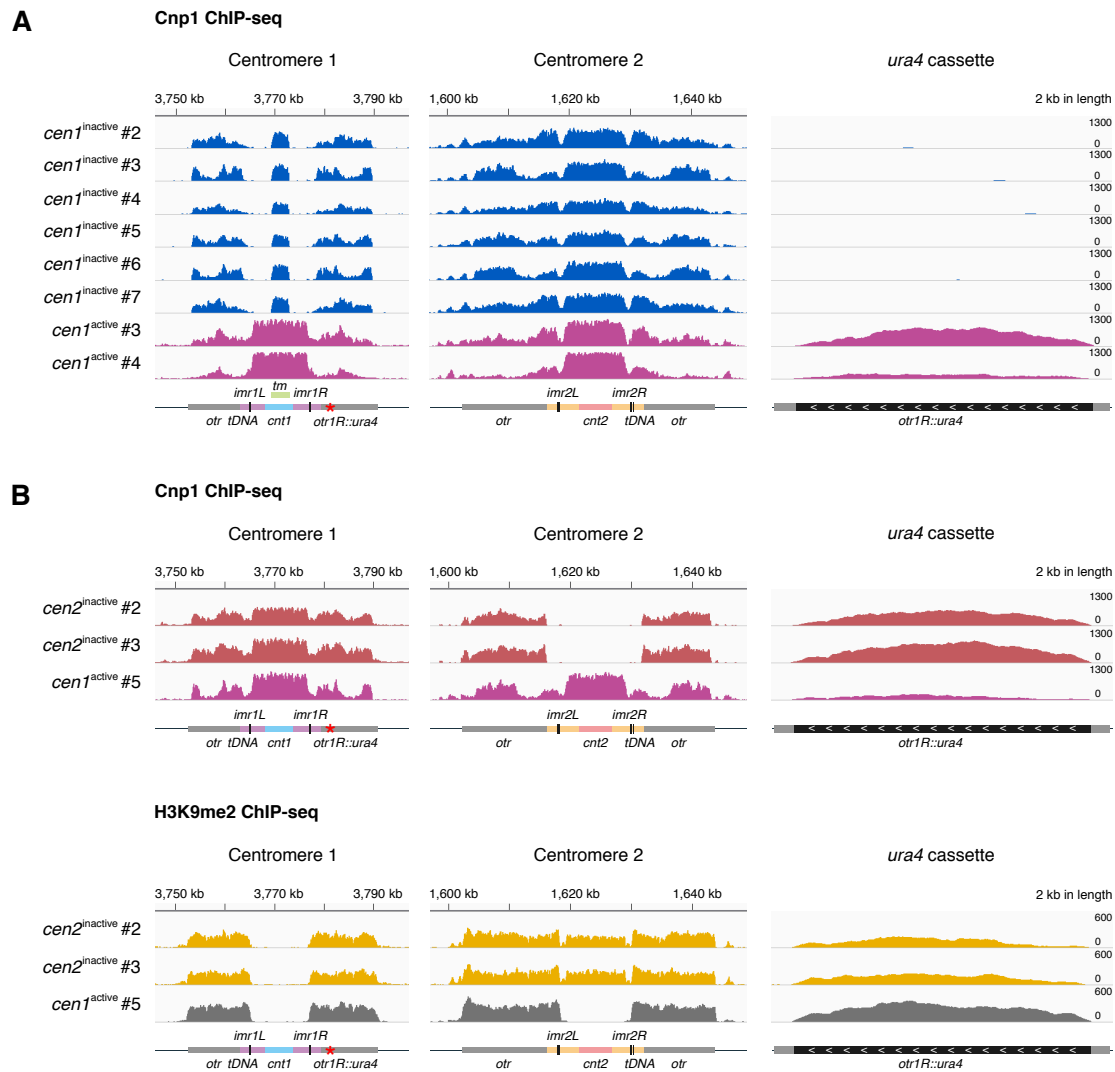 A
Cnp1 ChIP-seq
Centromere 1 Centromere 2 ura4 cassette
3,750 kb 3,770 kb 3,790 kb 1,600 kb 1,620 kb 1,640 kb 2 kb in length
cen1inactive #2 1300 0
cen1inactive #3 1300 0
cen1inactive #4 1300 0
cen1inactive #5 1300 0
cen1inactive #6 1300 0
cen1inactive #7 1300 0
cen1active #3 1300 0
cen1active #4 1300 0
imr1L tm imr1R imr2L imr2R
< < < < < < < < < < < < < < < <
otr tDNA cnt1 * otr1R::ura4 otr cnt2 tDNA otr otr1R::ura4
B
Cnp1 ChIP-seq
Centromere 1 Centromere 2 ura4 cassette
3,750 kb 3,770 kb 3,790 kb 1,600 kb 1,620 kb 1,640 kb 2 kb in length
cen2inactive #2 1300 0
cen2inactive #3 1300 0
cen1active #5 1300 0
imr1L imr1R imr2L imr2R
< < < < < < < < < < < < < < < <
otr tDNA cnt1 * otr1R::ura4 otr cnt2 tDNA otr otr1R::ura4
H3K9me2 ChIP-seq
Centromere 1 Centromere 2 ura4 cassette
3,750 kb 3,770 kb 3,790 kb 1,600 kb 1,620 kb 1,640 kb 2 kb in length
cen2inactive #2 600 0
cen2inactive #3 600 0
cen1active #5 600 0
imr1L imr1R imr2L imr2R
< < < < < < < < < < < < < < < <
otr tDNA cnt1 * otr1R::ura4 otr cnt2 tDNA otr otr1R::ura4